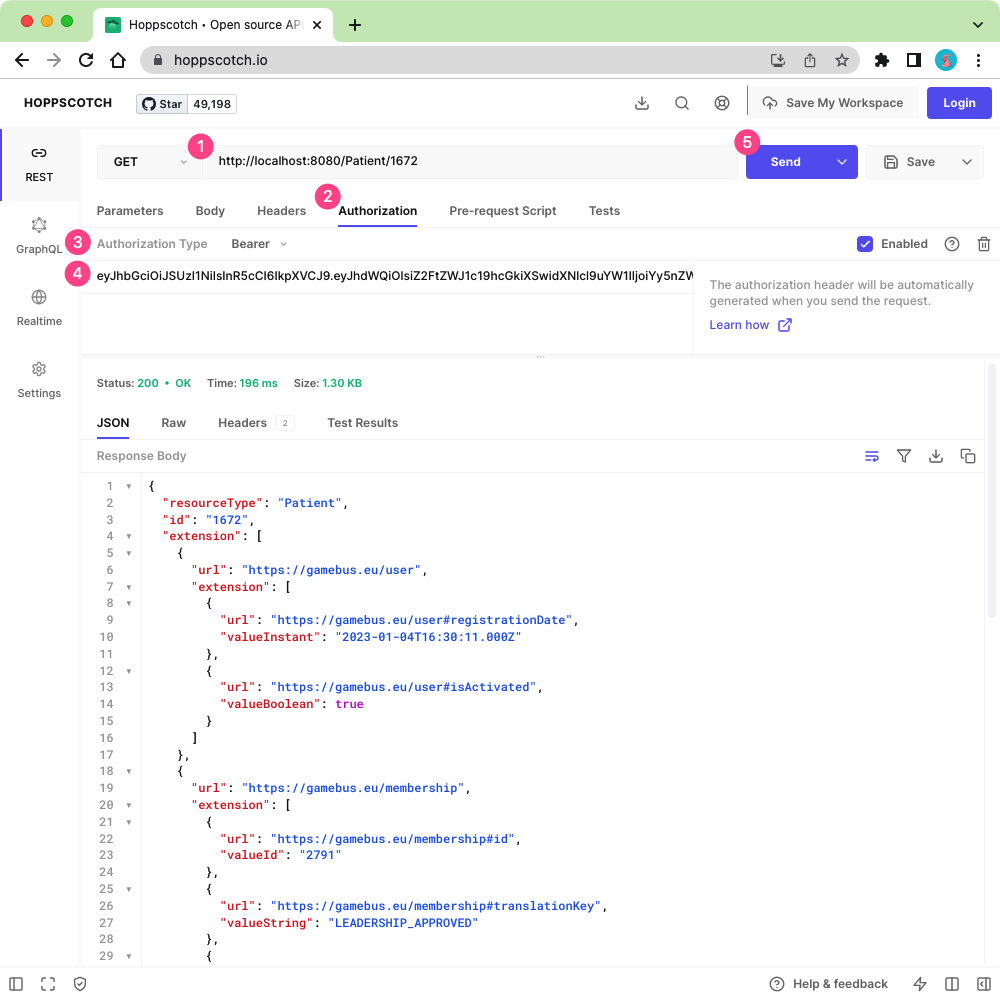 Hoppscotch • Open source API
hoppscotch.io
HOPPSCOTCH
Star 49,198
Save My Workspace
Login
1
5
GET
http://localhost:8080/Patient/1672
Send
Save
REST
2
Parameters Body Headers Authorization Pre-request Script Tests
3
Authorization Type Bearer
Enabled
GraphQL
4
The authorization header will be automatically
generated when you send the request.
Learn how
Realtime
Settings
Status: 200 • OK Time: 196 ms Size: 1.30 KB
JSON Raw Headers 2 Test Results
Response Body
1 {
2 "resourceType": "Patient",
3 "id": "1672",
4 "extension": [
5 {
6 "url": "https://gamebus.eu/user",
7 "extension": [
8 {
9 "url": "https://gamebus.eu/user#registrationDate",
10 "valueInstant": "2023-01-04T16:30:11.000Z"
11 },
12 {
13 "url": "https://gamebus.eu/user#isActivated",
14 "valueBoolean": true
15 }
16 ]
17 },
18 {
19 "url": "https://gamebus.eu/membership",
20 "extension": [
21 {
22 "url": "https://gamebus.eu/membership#id",
23 "valueId": "2791"
24 },
25 {
26 "url": "https://gamebus.eu/membership#translationKey",
27 "valueString": "LEADERSHIP_APPROVED"
28 },
29 {
Help & feedback